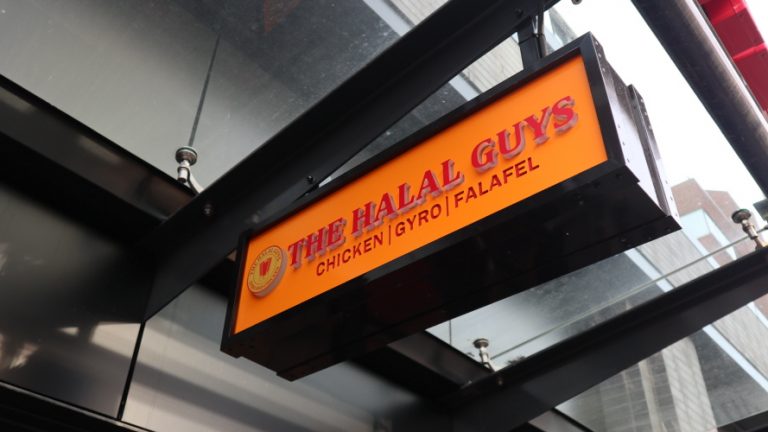 THE HALAL GUYS
CHICKEN | GYRO | FALAFEL